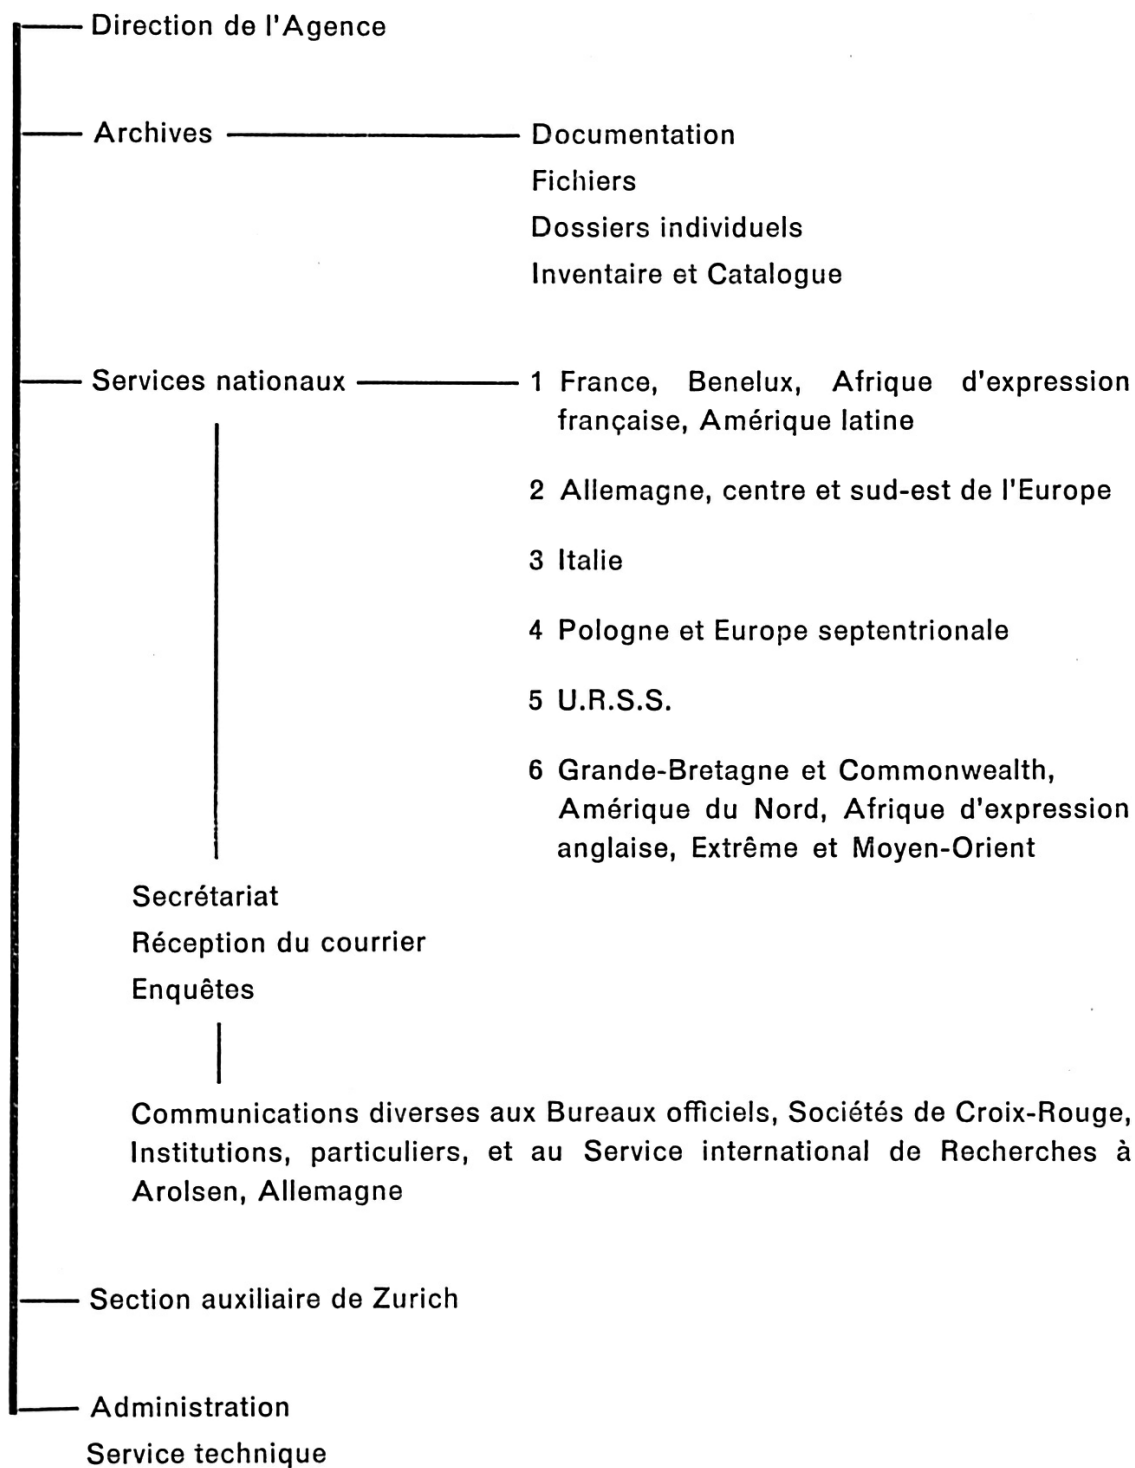 Direction de l'Agence
Archives
Documentation
Fichiers
Dossiers individuels
Inventaire et Catalogue
Services nationaux
1 France, Benelux, Afrique d'expression
française, Amérique latine
2 Allemagne, centre et sud-est de l'Europe
3 Italie
4 Pologne et Europe septentrionale
5 U.R.S.S.
6 Grande-Bretagne et Commonwealth,
Amérique du Nord, Afrique d'expression
anglaise, Extrême et Moyen-Orient
Secrétariat
Réception du courrier
Enquêtes
Communications diverses aux Bureaux officiels, Sociétés de Croix-Rouge,
Institutions, particuliers, et au Service international de Recherches à
Arolsen, Allemagne
Section auxiliaire de Zurich
Administration
Service technique